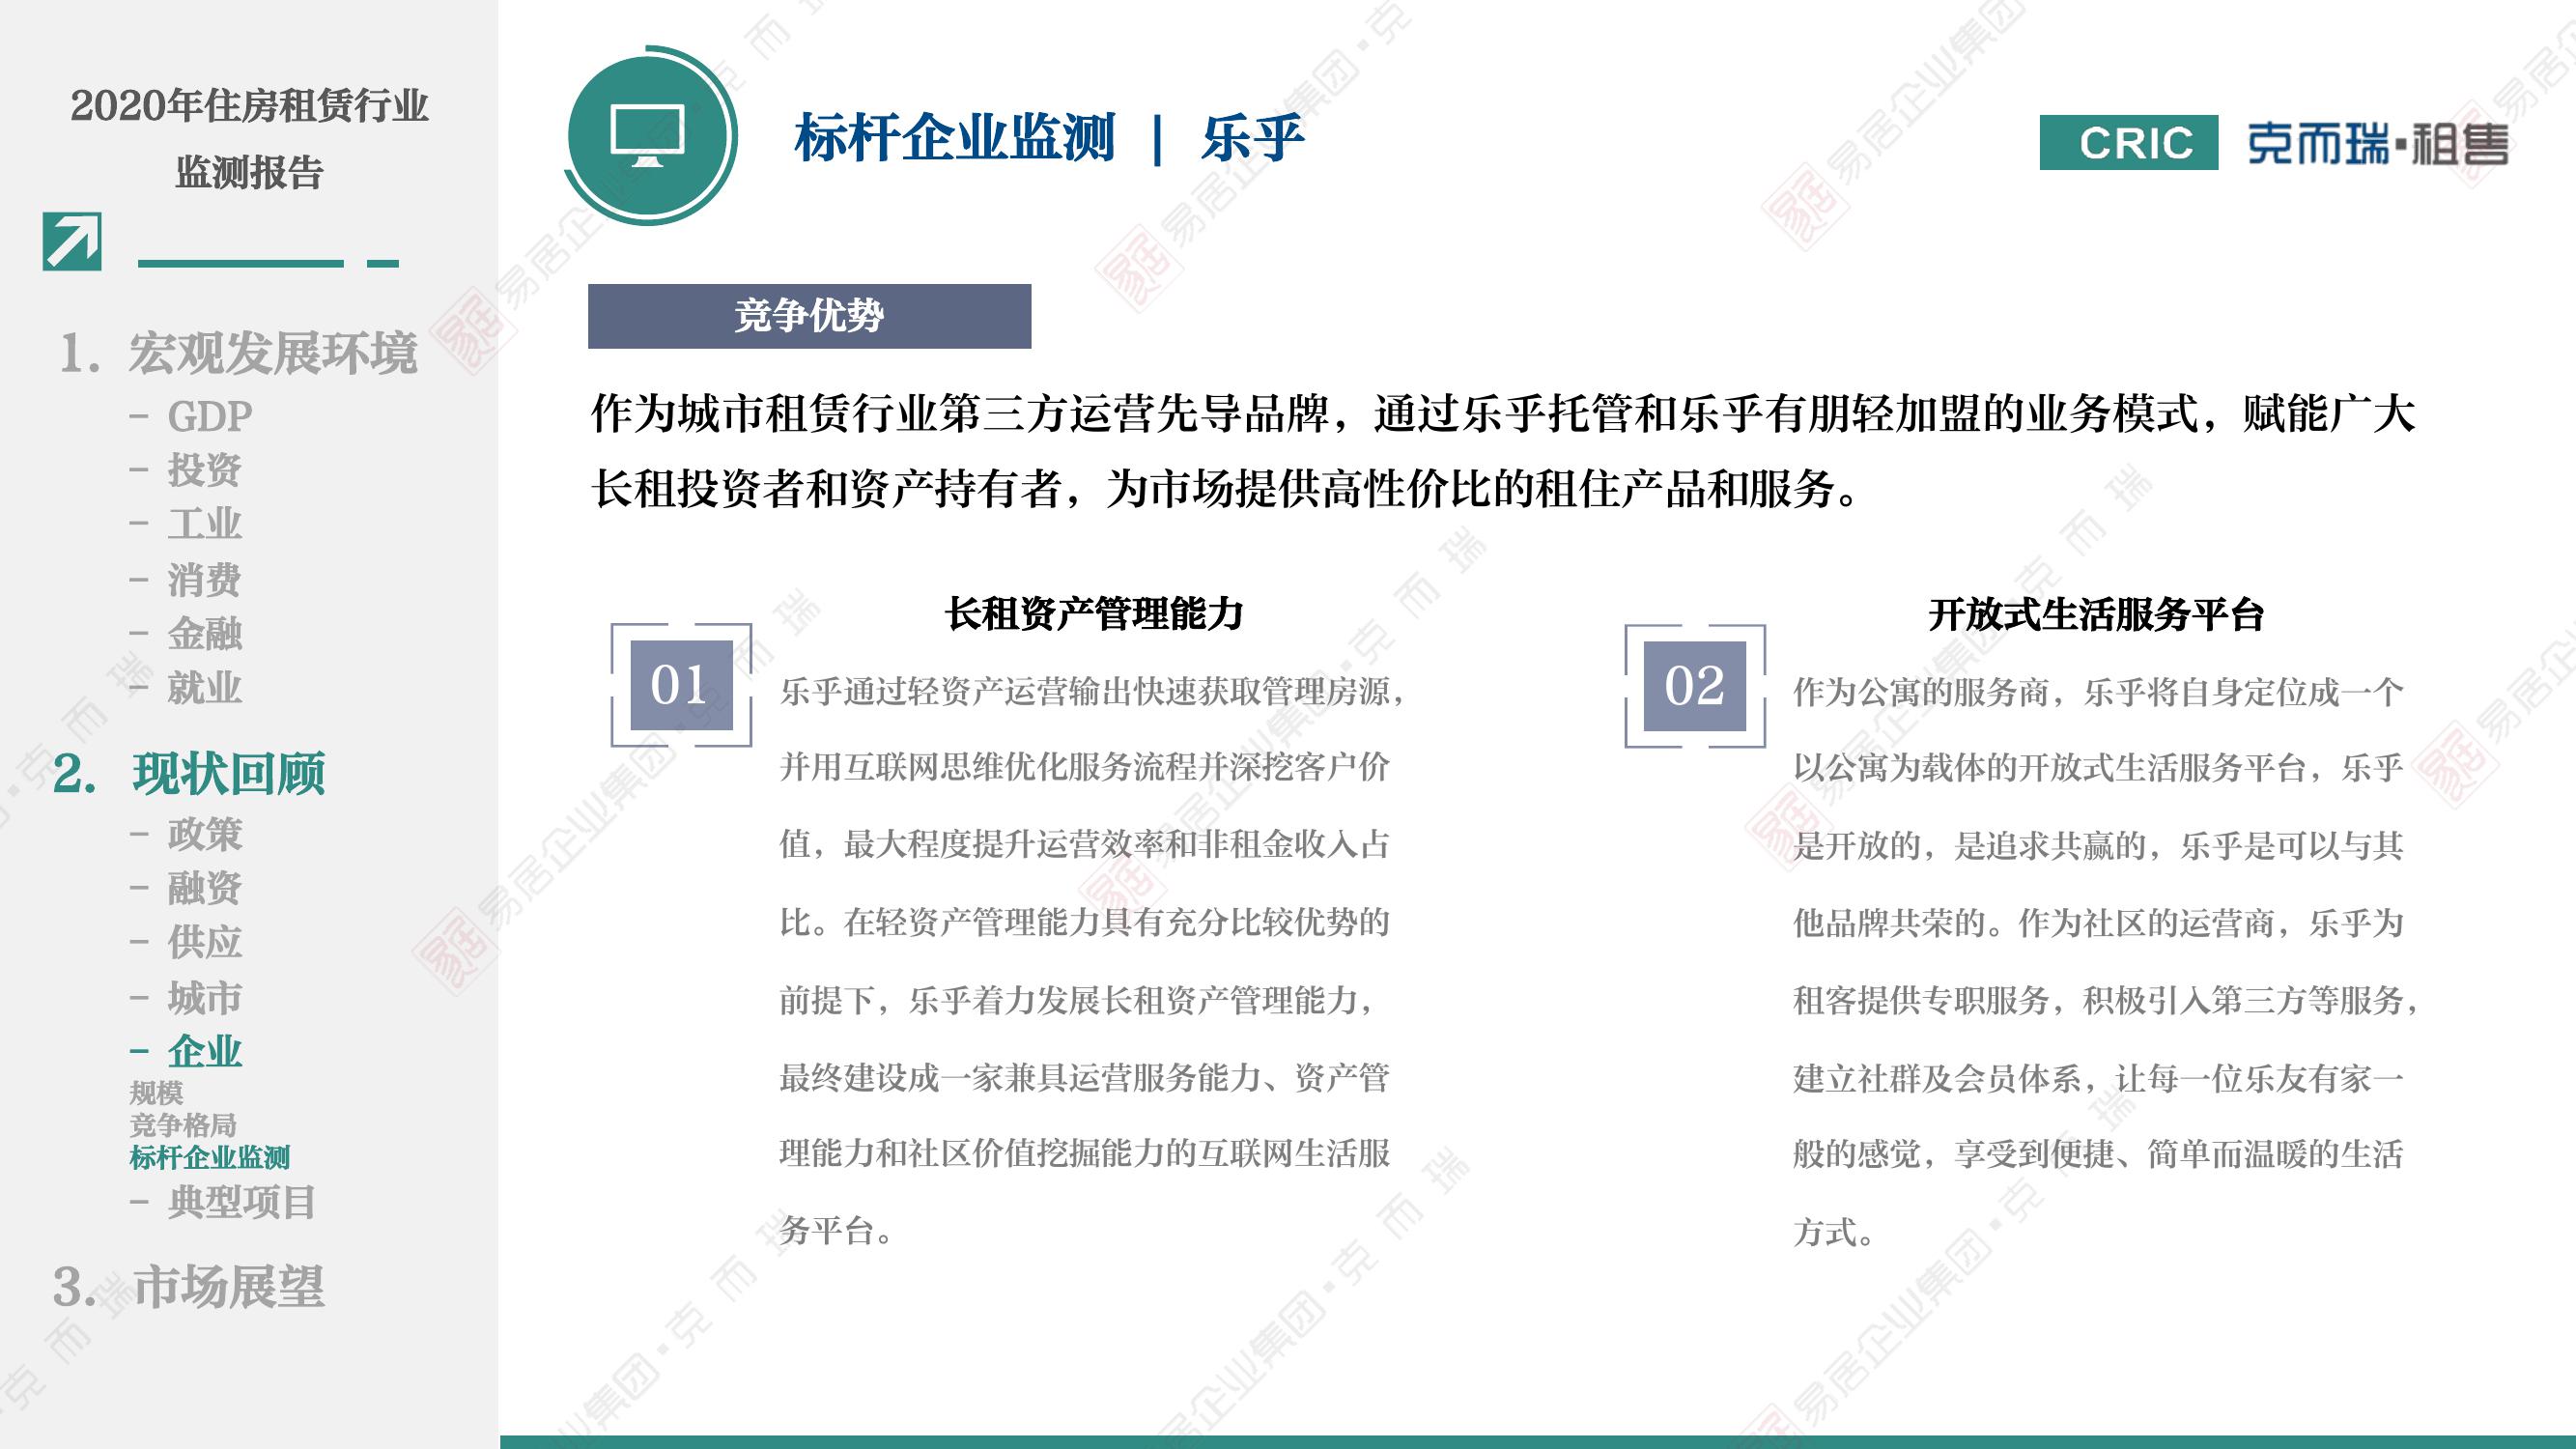 2020年住房租赁行业
监测报告
1. 宏观发展环境
- GDP
- 投资
- 工业
- 消费
- 金融
- 就业
2. 现状回顾
- 政策
- 融资
- 供应
- 城市
- 企业
规模
竞争格局
标杆企业监测
- 典型项目
3. 市场展望
标杆企业监测 | 乐乎
CRIC 克而瑞·租售
竞争优势
作为城市租赁行业第三方运营先导品牌，通过乐乎托管和乐乎有朋轻加盟的业务模式，赋能广大
长租投资者和资产持有者，为市场提供高性价比的租住产品和服务。
01
长租资产管理能力
乐乎通过轻资产运营输出快速获取管理房源，
并用互联网思维优化服务流程并深挖客户价
值，最大程度提升运营效率和非租金收入占
比。在轻资产管理能力具有充分比较优势的
前提下，乐乎着力发展长租资产管理能力，
最终建设成一家兼具运营服务能力、资产管
理能力和社区价值挖掘能力的互联网生活服
务平台。
02
开放式生活服务平台
作为公寓的服务商，乐乎将自身定位成一个
以公寓为载体的开放式生活服务平台，乐乎
是开放的，是追求共赢的，乐乎是可以与其
他品牌共荣的。作为社区的运营商，乐乎为
租客提供专职服务，积极引入第三方等服务，
建立社群及会员体系，让每一位乐友有家一
般的感觉，享受到便捷、简单而温暖的生活
方式。
易居企业集团·克而瑞